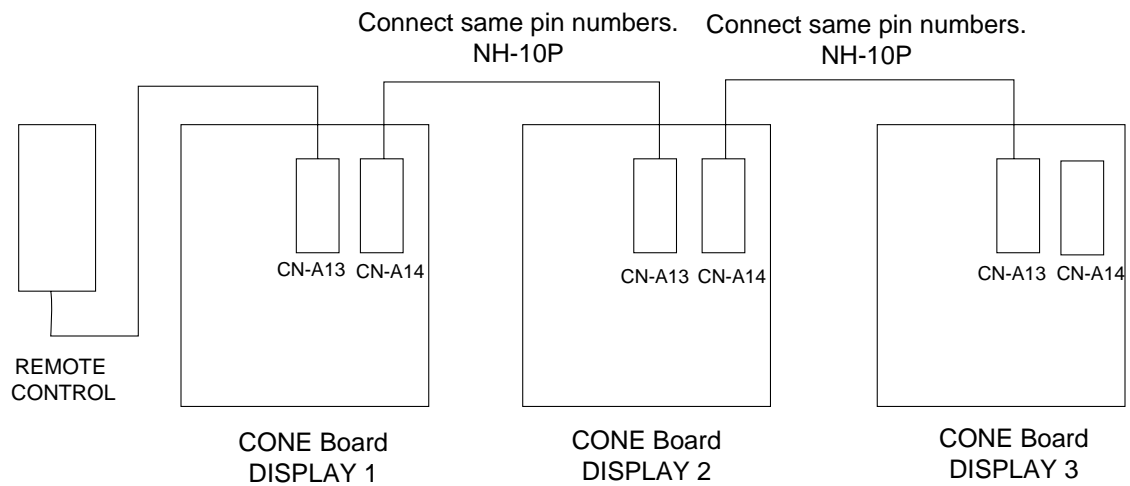 Connect same pin numbers.
NH-10P
Connect same pin numbers.
NH-10P
CN-A13 CN-A14
CN-A13 CN-A14
CN-A13 CN-A14
REMOTE
CONTROL
CONE Board
DISPLAY 1
CONE Board
DISPLAY 2
CONE Board
DISPLAY 3